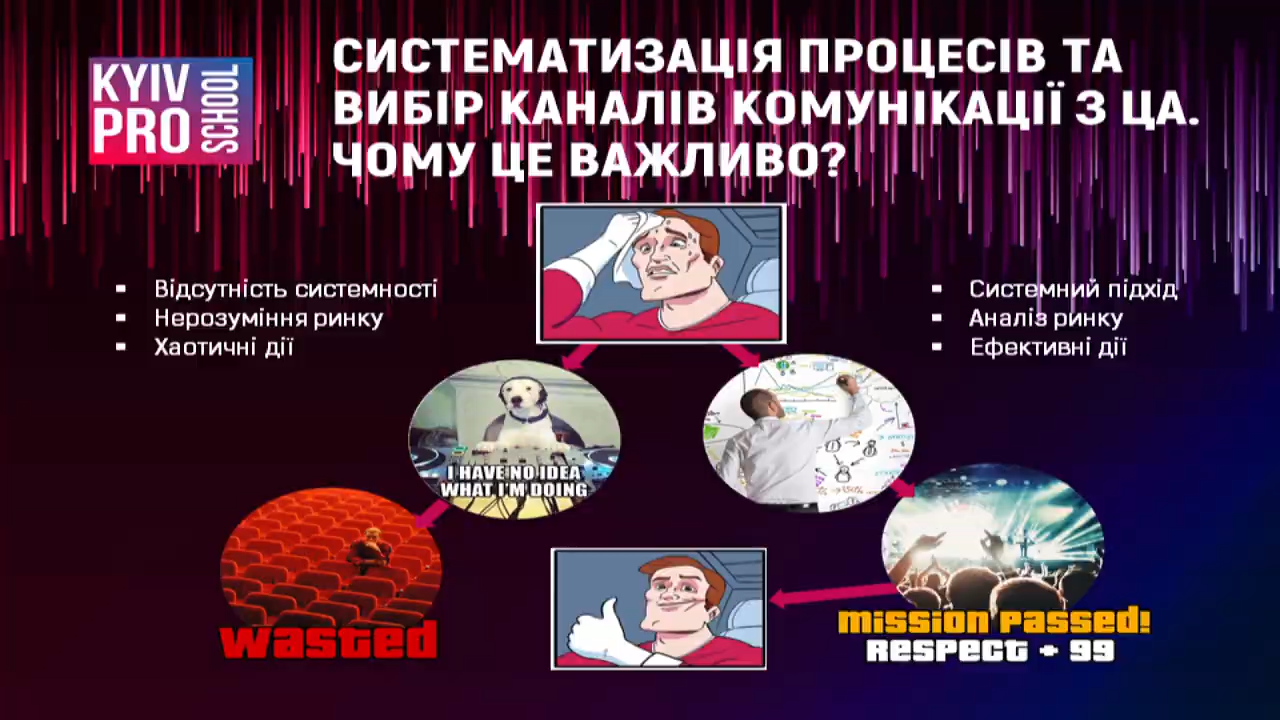 KYIV
PRO
SCHOOL
СИСТЕМАТИЗАЦІЯ ПРОЦЕСІВ ТА
ВИБІР КАНАЛІВ КОМУНІКАЦІЇ З ЦА.
ЧОМУ ЦЕ ВАЖЛИВО?
▪ Відсутність системності
▪ Нерозуміння ринку
▪ Хаотичні дії
▪ Системний підхід
▪ Аналіз ринку
▪ Ефективні дії
I HAVE NO IDEA
WHAT I'M DOING
wasted
mission passed!
RESPECT + 99